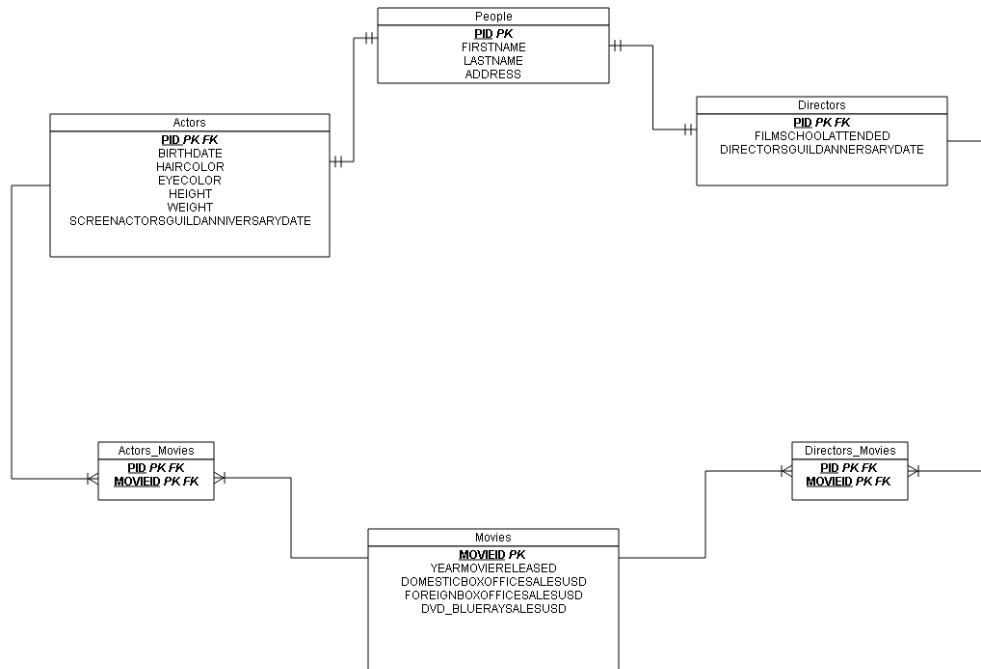 People
PID PK
FIRSTNAME
LASTNAME
ADDRESS
Actors
PID PK FK
BIRTHDATE
HAIRCOLOR
EYECOLOR
HEIGHT
WEIGHT
SCREENACTORSGUILDANNIVERSARYDATE
Directors
PID PK FK
FILMSCHOOLATTENDED
DIRECTORSGUILDANNERSARYDATE
Actors_Movies
PID PK FK
MOVIEID PK FK
Directors_Movies
PID PK FK
MOVIEID PK FK
Movies
MOVIEID PK
YEARMOVIERELEASED
DOMESTICBOXOFFICESALESUSD
FOREIGNBOXOFFICESALESUSD
DVD_BLUERAYSALESUSD